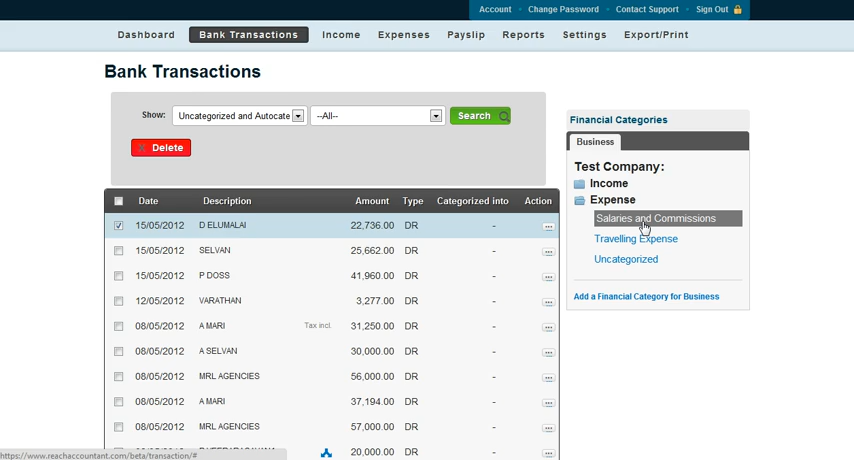 Account Change Password Contact Support Sign Out
Dashboard Bank Transactions Income Expenses Payslip Reports Settings Export/Print
Bank Transactions
Show: Uncategorized and Autocate --All-- Search
X Delete
Financial Categories
Business
Test Company:
Income
Expense
Salaries and Commissions
Travelling Expense
Uncategorized
Add a Financial Category for Business
Date Description Amount Type Categorized into Action
15/05/2012 D ELUMALAI 22,736.00 DR - ...
15/05/2012 SELVAN 25,662.00 DR - ...
15/05/2012 P DOSS 41,960.00 DR - ...
12/05/2012 VARATHAN 3,277.00 DR - ...
08/05/2012 A MARI Tax incl. 31,250.00 DR - ...
08/05/2012 A SELVAN 30,000.00 DR - ...
08/05/2012 MRL AGENCIES 56,000.00 DR - ...
08/05/2012 A MARI 37,194.00 DR - ...
08/05/2012 MRL AGENCIES 57,000.00 DR - ...
20,000.00 DR - ...
https://www.reachaccountant.com/beta/transaction/#